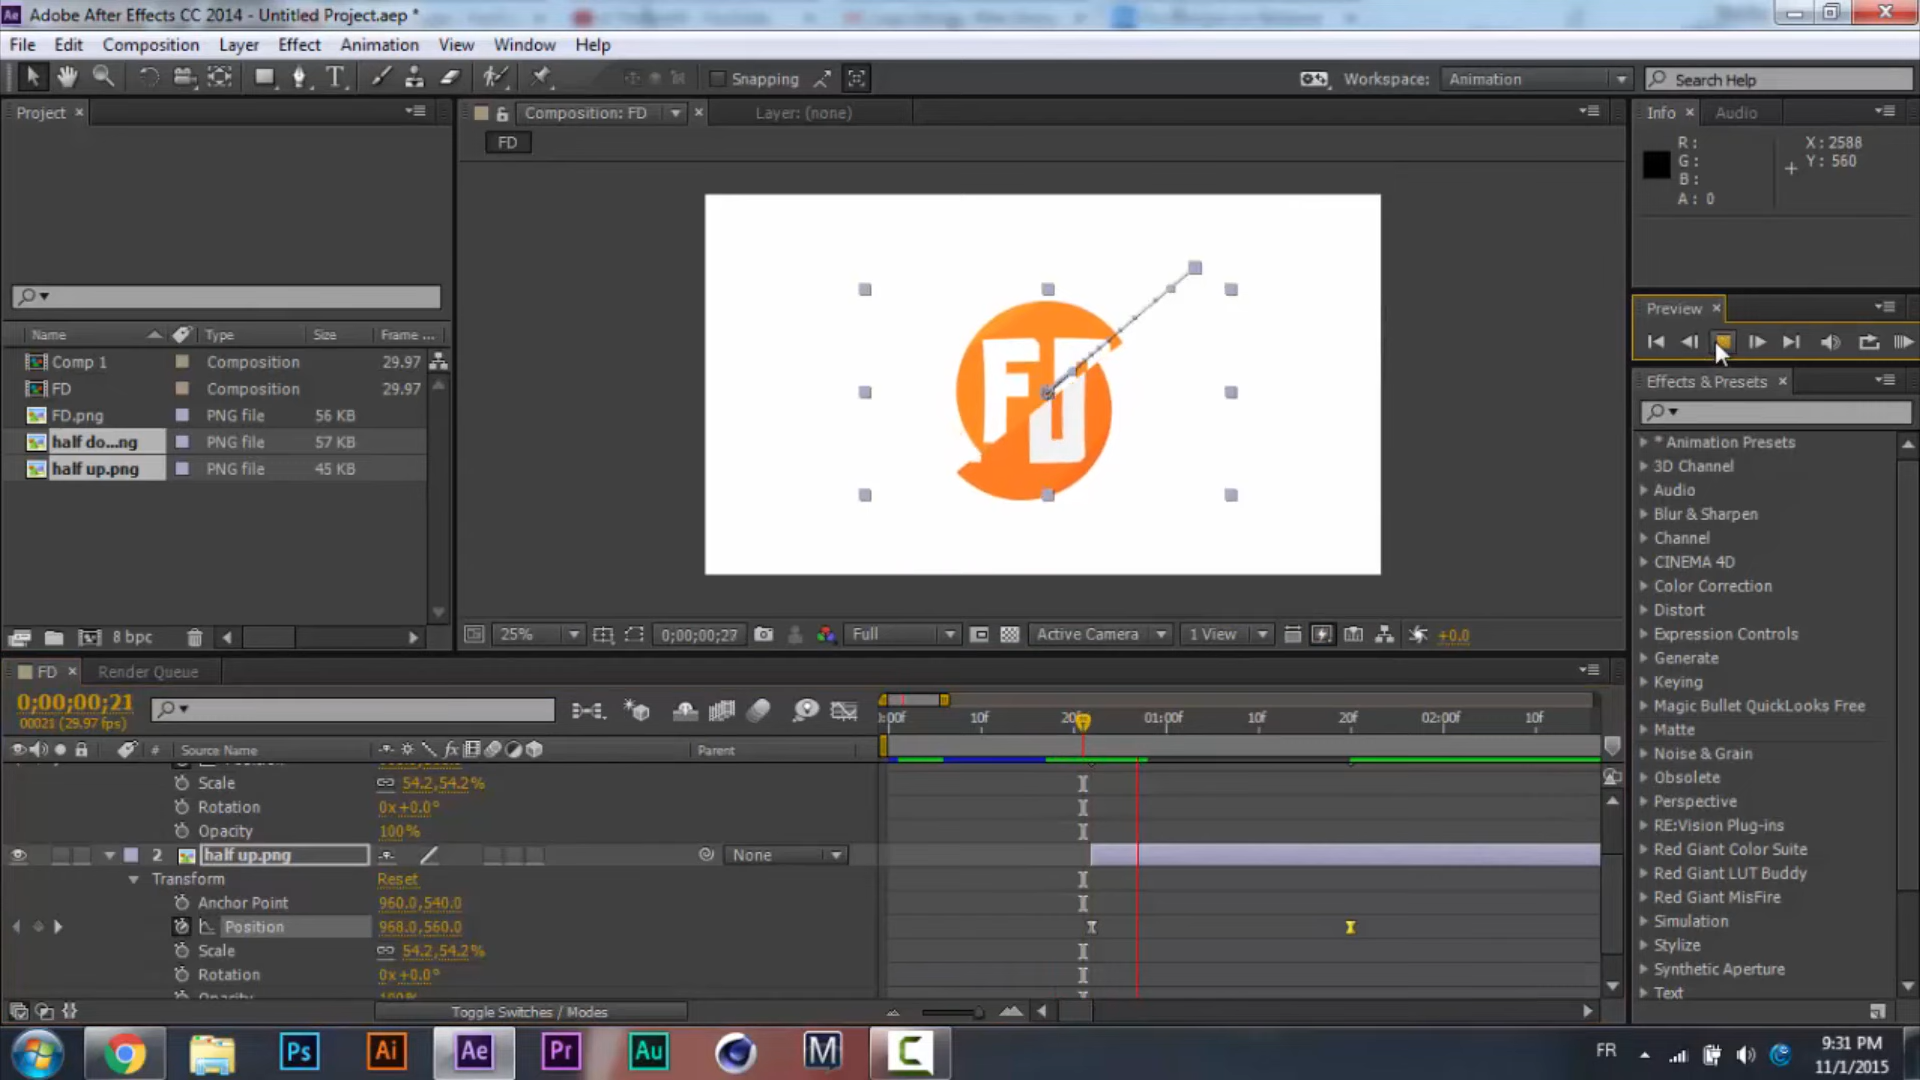 Adobe After Effects CC 2014 - Untitled Project.aep *
File Edit Composition Layer Effect Animation View Window Help
Snapping
Workspace: Animation
Search Help
Project
Composition: FD
Layer: (none)
Info
Audio
FD
R:
G:
B:
A: 0
X: 2588
Y: 560
FD
Preview
Name Type Size Frame ...
Comp 1 Composition 29.97
FD Composition 29.97
FD.png PNG file 56 KB
half do...ng PNG file 57 KB
half up.png PNG file 45 KB
Effects & Presets
* Animation Presets
3D Channel
Audio
Blur & Sharpen
Channel
CINEMA 4D
Color Correction
Distort
Expression Controls
Generate
Keying
Magic Bullet QuickLooks Free
Matte
Noise & Grain
Obsolete
Perspective
RE:Vision Plug-ins
Red Giant Color Suite
Red Giant LUT Buddy
Red Giant MisFire
Simulation
Stylize
Synthetic Aperture
Text
8 bpc
25%
0;00;00;27
Full
Active Camera
1 View
+0.0
FD
Render Queue
0;00;00;21
00021 (29.97 fps)
:00f 10f 20 01:00f 10f 20f 02:00f 10f
# Source Name
fx
Parent
Scale 54.2,54.2%
Rotation 0x+0.0°
Opacity 100%
2 half up.png None
Transform Reset
Anchor Point 960.0,540.0
Position 968.0,560.0
Scale 54.2,54.2%
Rotation 0x+0.0°
Toggle Switches / Modes
Ps Ai Ae Pr Au M C
FR
9:31 PM
11/1/2015